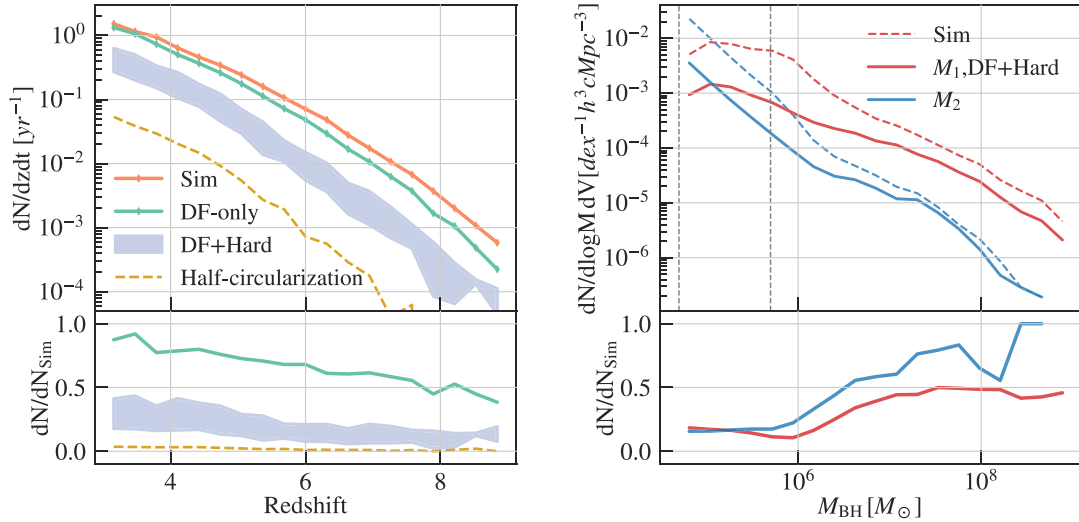 dN/dzdt [yr⁻¹]
10⁰
10⁻¹
10⁻²
10⁻³
10⁻⁴
Sim
DF-only
DF+Hard
Half-circularization
dN/dN_Sim
1.0
0.5
0.0
4
6
8
Redshift
dN/dlogM dV [dex⁻¹ h³ cMpc⁻³]
10⁻²
10⁻³
10⁻⁴
10⁻⁵
10⁻⁶
Sim
M₁,DF+Hard
M₂
dN/dN_Sim
1.0
0.5
0.0
10⁶
10⁸
M_BH [M_⊙]